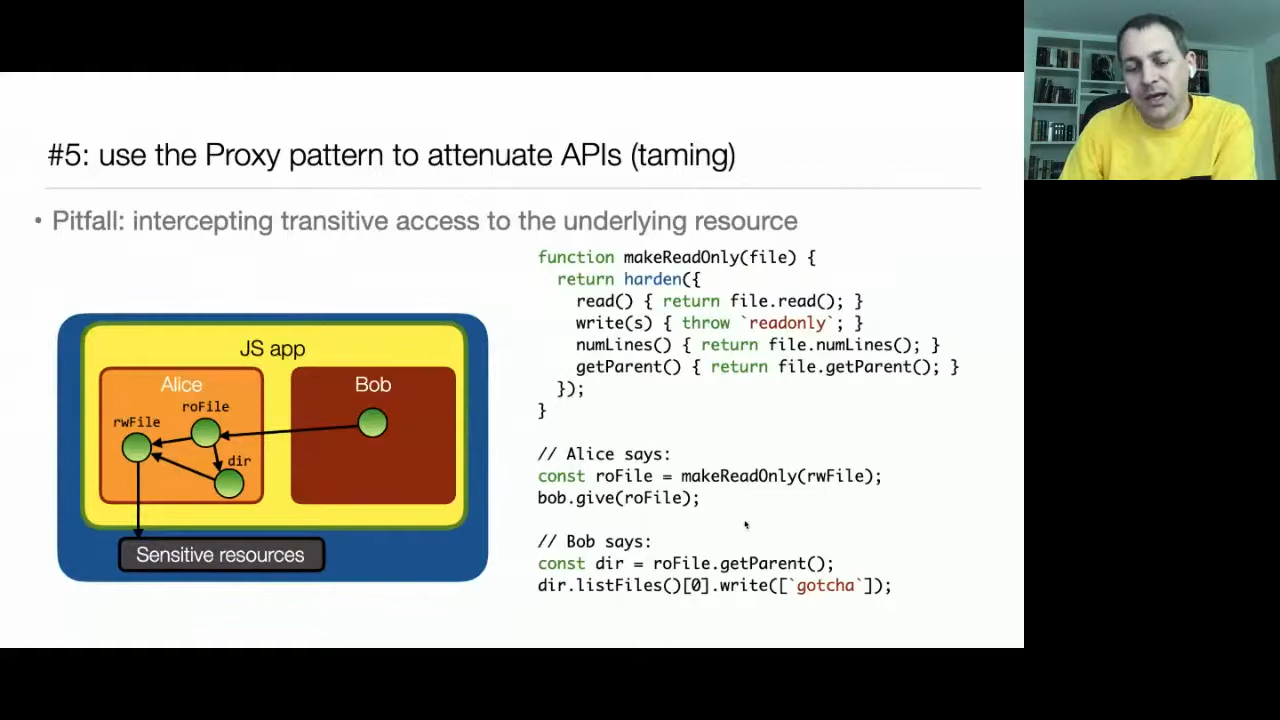 #5: use the Proxy pattern to attenuate APIs (taming)
• Pitfall: intercepting transitive access to the underlying resource
JS app
Alice
Bob
roFile
rwFile
dir
Sensitive resources
function makeReadOnly(file) {
  return harden({
    read() { return file.read(); }
    write(s) { throw `readonly`; }
    numLines() { return file.numLines(); }
    getParent() { return file.getParent(); }
  });
}
// Alice says:
const roFile = makeReadOnly(rwFile);
bob.give(roFile);
// Bob says:
const dir = roFile.getParent();
dir.listFiles()[0].write([`gotcha`]);